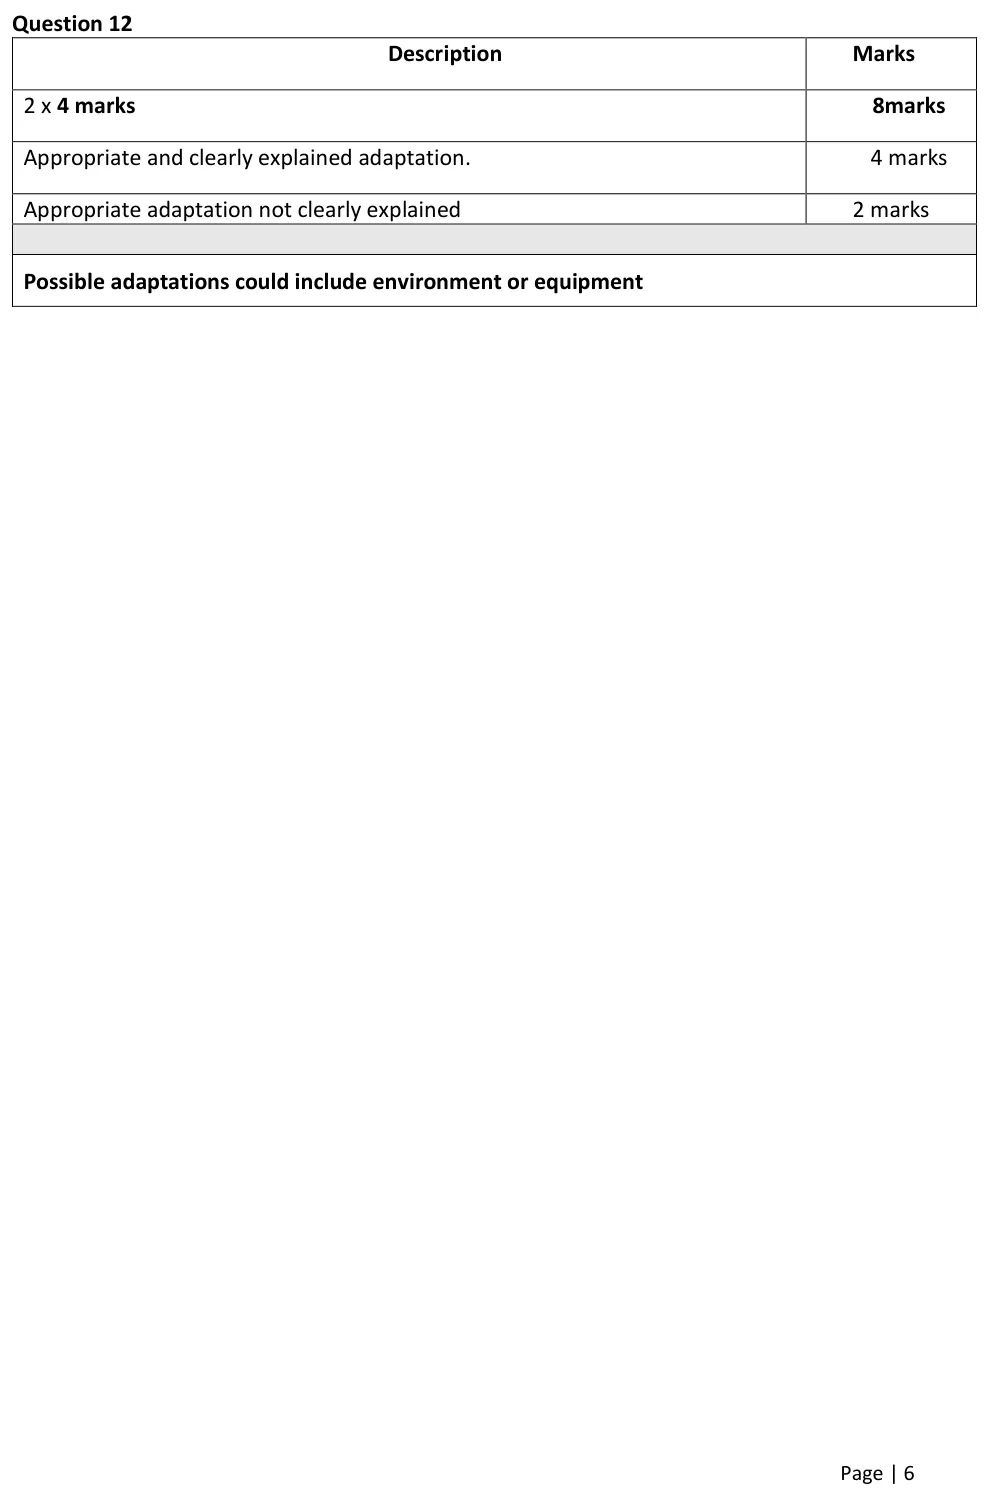 Question 12
Description Marks
2 x 4 marks 8marks
Appropriate and clearly explained adaptation. 4 marks
Appropriate adaptation not clearly explained 2 marks
Possible adaptations could include environment or equipment
Page | 6